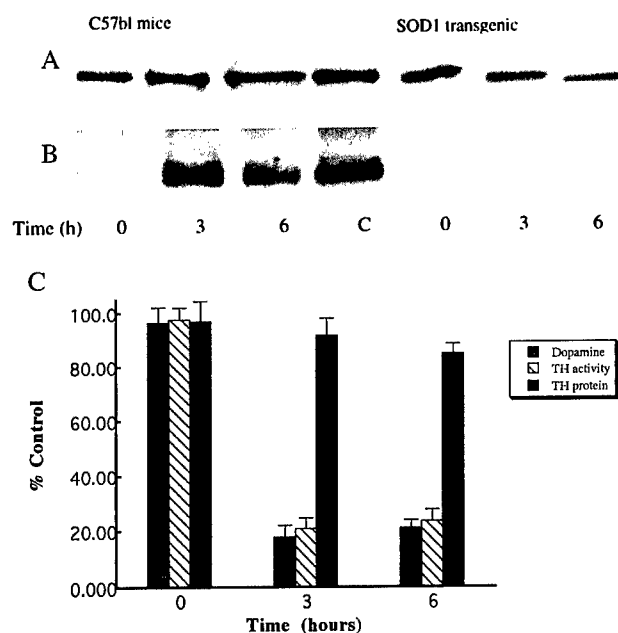 C57bl mice SOD1 transgenic
A
B
Time (h) 0 3 6 C 0 3 6
C
100.0
80.00
60.00
40.00
20.00
0.000
% Control
0 3 6
Time (hours)
Dopamine
TH activity
TH protein